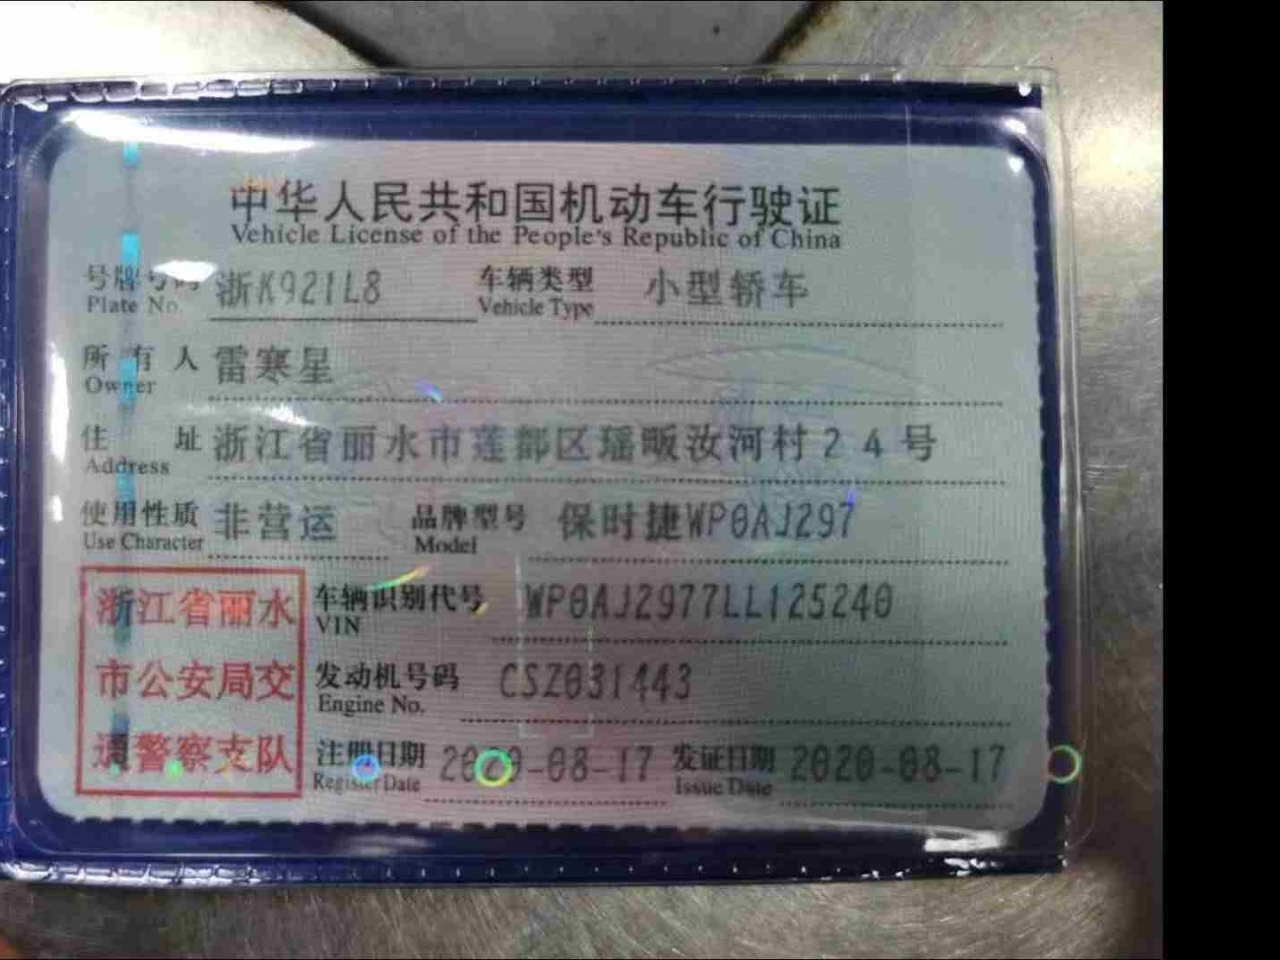 中华人民共和国机动车行驶证
Vehicle License of the People's Republic of China
号牌号码 浙K921L8 车辆类型 小型轿车
Plate No. Vehicle Type
所有人 雷寒星
Owner
住址 浙江省丽水市莲都区瑶畈汝河村24号
Address
使用性质 非营运 品牌型号 保时捷WP0AJ297
Use Character Model
浙江省丽水
市公安局交
通警察支队
车辆识别代号 WP0AJ2977LL125240
VIN
发动机号码 CSZ031443
Engine No.
注册日期 2020-08-17 发证日期 2020-08-17
Register Date Issue Date